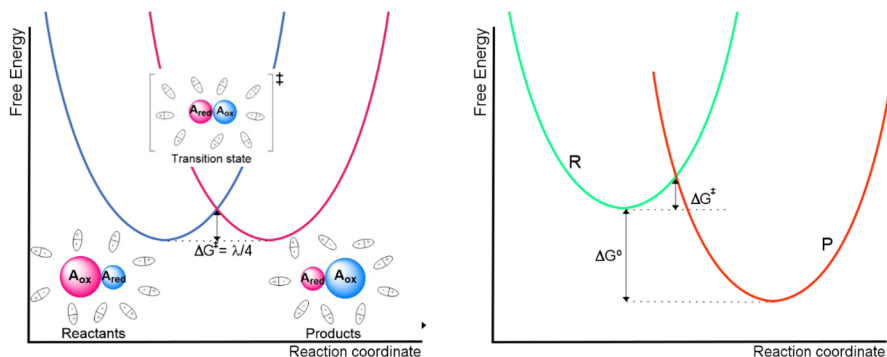 Free Energy
‡
A_red A_ox
Transition state
ΔG‡= λ/4
A_ox A_red
A_red A_ox
Reactants
Products
Reaction coordinate
Free Energy
R
ΔG‡
ΔG°
P
Reaction coordinate